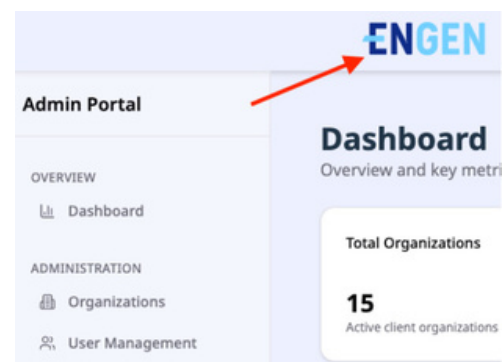 ENGEN
Admin Portal
OVERVIEW
Dashboard
ADMINISTRATION
Organizations
User Management
Dashboard
Overview and key
Total Organizations
15
Active client organizations